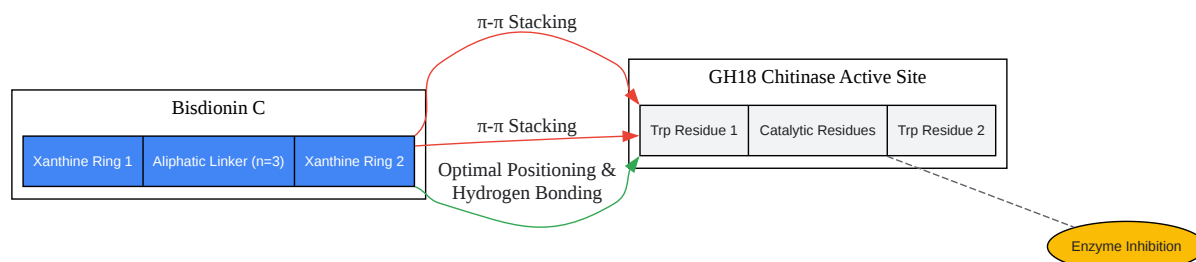 π-π Stacking
Bisdionin C
GH18 Chitinase Active Site
Xanthine Ring 1
Aliphatic Linker (n=3)
Xanthine Ring 2
π-π Stacking
Optimal Positioning &
Hydrogen Bonding
Trp Residue 1
Catalytic Residues
Trp Residue 2
Enzyme Inhibition